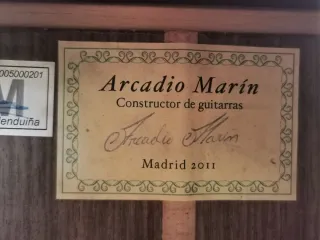 005000201
M
enduiña
Arcadio Marín
Constructor de guitarras
Arcadio Marín
Madrid 2011